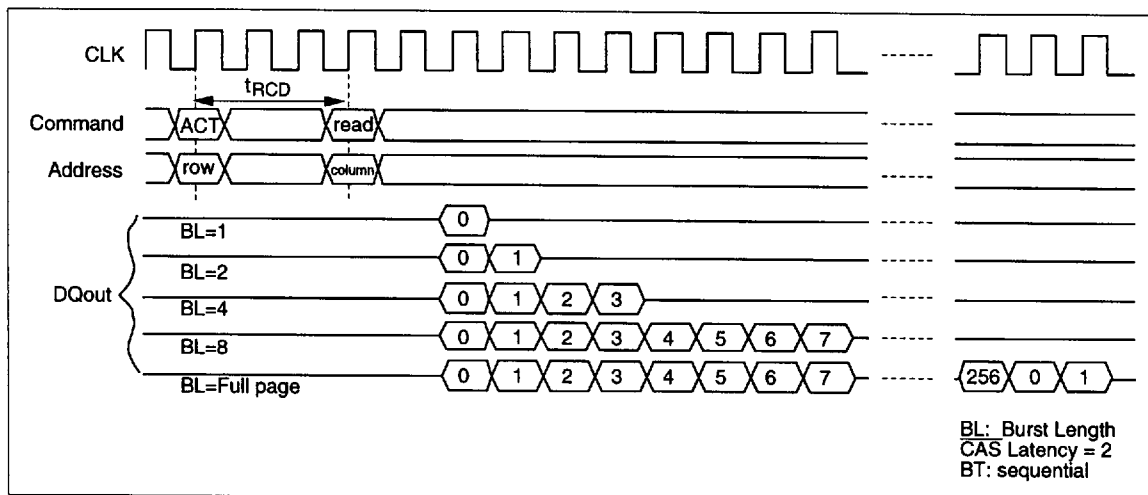 CLK
tRCD
Command ACT read
Address row column
DQout
0
BL=1
0 1
BL=2
0 1 2 3
BL=4
0 1 2 3 4 5 6 7
BL=8
0 1 2 3 4 5 6 7 256 0 1
BL=Full page
BL: Burst Length
CAS Latency = 2
BT: sequential